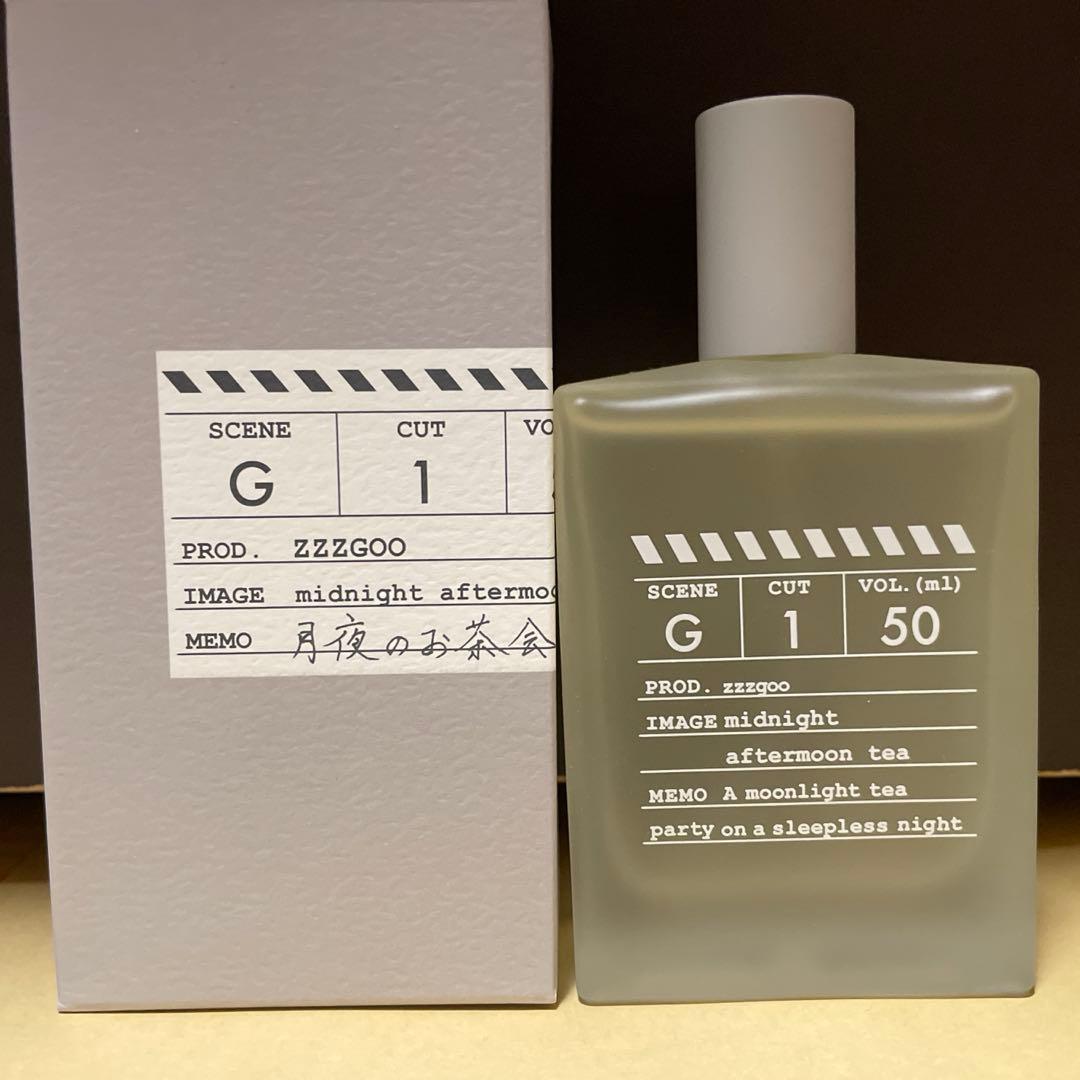 SCENE CUT VO
G 1
PROD. ZZZGOO
IMAGE midnight aftermoo
MEMO 月夜のお茶会
SCENE CUT VOL.(ml)
G 1 50
PROD. zzzgoo
IMAGE midnight
aftermoon tea
MEMO A moonlight tea
party on a sleepless night